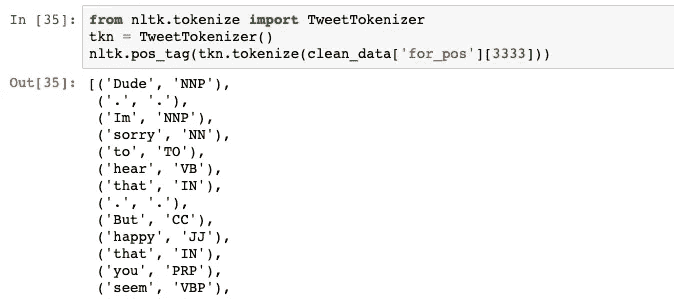 In [35]: from nltk.tokenize import TweetTokenizer
tkn = TweetTokenizer()
nltk.pos_tag(tkn.tokenize(clean_data['for_pos'][3333]))
Out[35]: [('Dude', 'NNP'),
('.', '.'),
('Im', 'NNP'),
('sorry', 'NN'),
('to', 'TO'),
('hear', 'VB'),
('that', 'IN'),
('.', '.'),
('But', 'CC'),
('happy', 'JJ'),
('that', 'IN'),
('you', 'PRP'),
('seem', 'VBP'),